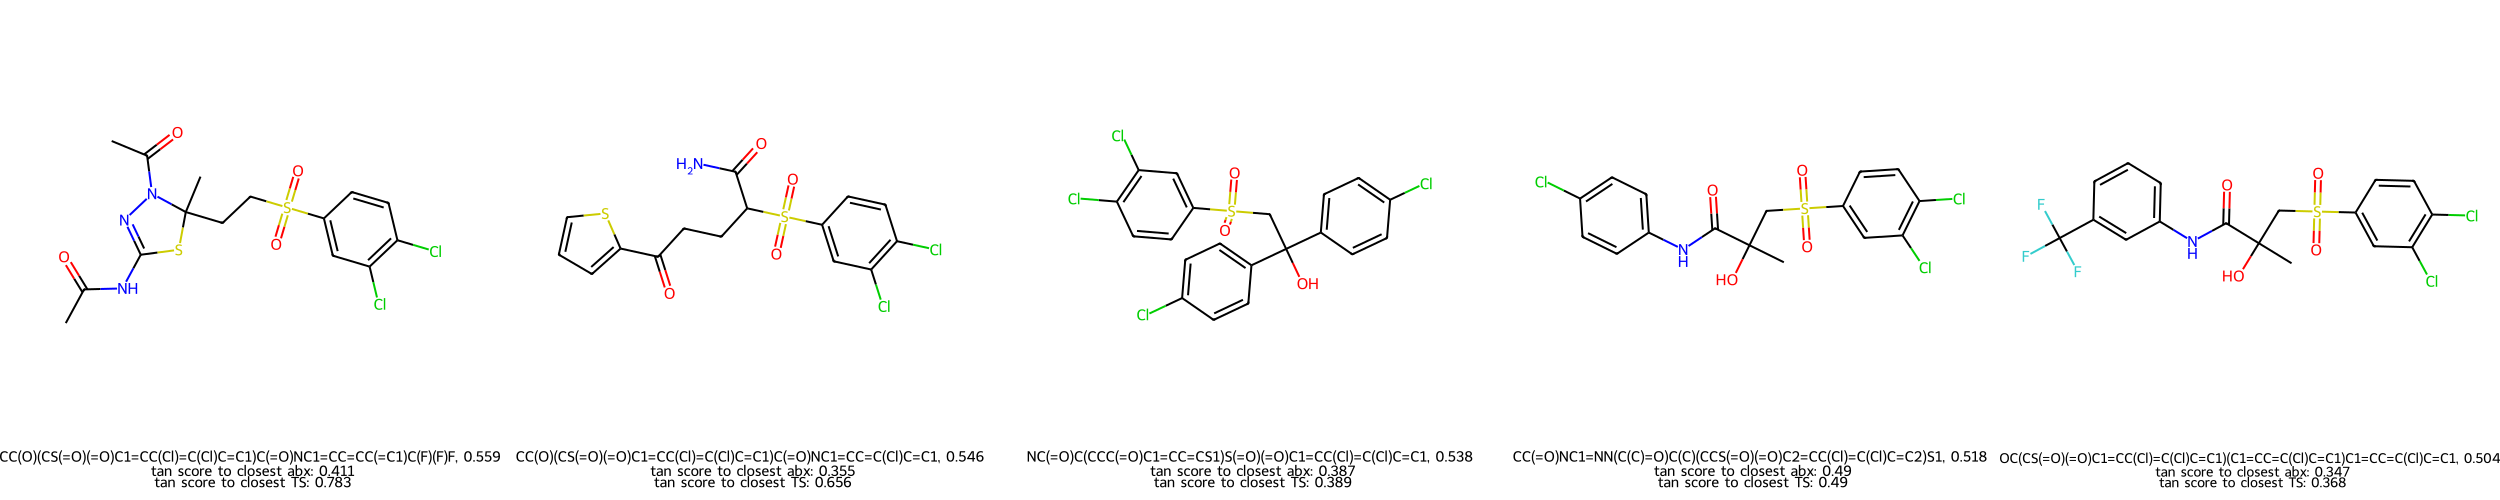 O
N
N
O
NH
S
S
O
O
Cl
Cl
CC(O)(CS(=O)(=O)C1=CC(Cl)=C(Cl)C=C1)C(=O)NC1=CC=CC(=C1)C(F)(F)F, 0.559
tan score to closest abx: 0.411
tan score to closest TS: 0.783
H2N
O
S
O
S
O
O
Cl
Cl
CC(O)(CS(=O)(=O)C1=CC(Cl)=C(Cl)C=C1)C(=O)NC1=CC=C(Cl)C=C1, 0.546
tan score to closest abx: 0.355
tan score to closest TS: 0.656
Cl
Cl
O
S
O
Cl
OH
Cl
NC(=O)C(CCC(=O)C1=CC=CS1)S(=O)(=O)C1=CC(Cl)=C(Cl)C=C1, 0.538
tan score to closest abx: 0.387
tan score to closest TS: 0.389
Cl
NH
O
HO
O
S
O
Cl
Cl
CC(=O)NC1=NN(C(C)=O)C(C)(CCS(=O)(=O)C2=CC(Cl)=C(Cl)C=C2)S1, 0.518
tan score to closest abx: 0.49
tan score to closest TS: 0.49
F
F
F
NH
O
HO
O
S
O
Cl
Cl
OC(CS(=O)(=O)C1=CC(Cl)=C(Cl)C=C1)(C1=CC=C(Cl)C=C1)C1=CC=C(Cl)C=C1, 0.504
tan score to closest abx: 0.347
tan score to closest TS: 0.368